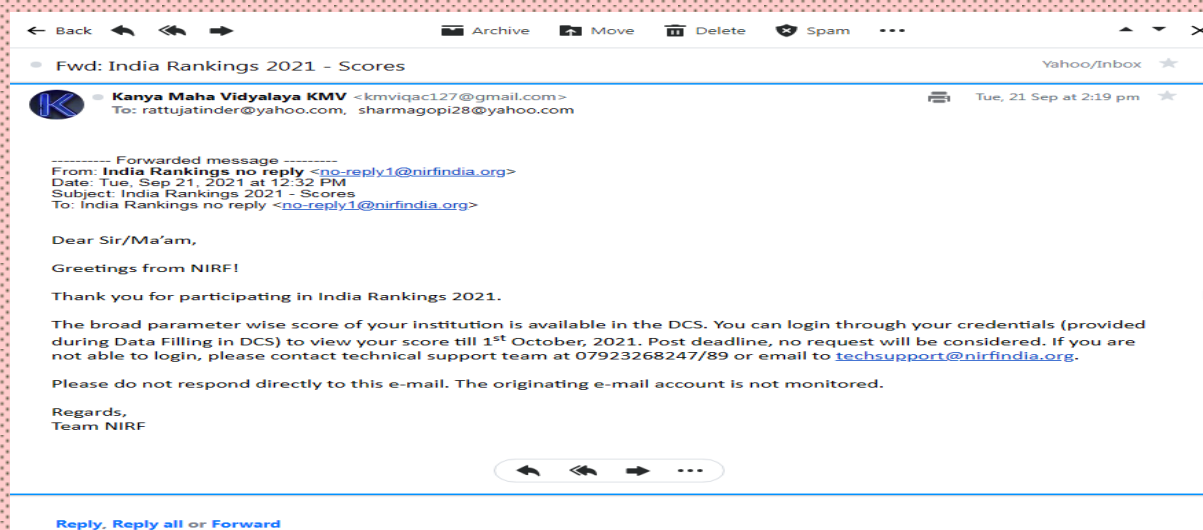 Back Archive Move Delete Spam
Fwd: India Rankings 2021 - Scores Yahoo/Inbox
Kanya Maha Vidyalaya KMV <kmviqac127@gmail.com> Tue, 21 Sep at 2:19 pm
To: rattujatinder@yahoo.com, sharmagopi28@yahoo.com
---------- Forwarded message ---------
From: India Rankings no reply <no-reply1@nirfindia.org>
Date: Tue, Sep 21, 2021 at 12:32 PM
Subject: India Rankings 2021 - Scores
To: India Rankings no reply <no-reply1@nirfindia.org>
Dear Sir/Ma'am,
Greetings from NIRF!
Thank you for participating in India Rankings 2021.
The broad parameter wise score of your institution is available in the DCS. You can login through your credentials (provided
during Data Filling in DCS) to view your score till 1st October, 2021. Post deadline, no request will be considered. If you are
not able to login, please contact technical support team at 07923268247/89 or email to techsupport@nirfindia.org.
Please do not respond directly to this e-mail. The originating e-mail account is not monitored.
Regards,
Team NIRF
Reply, Reply all or Forward